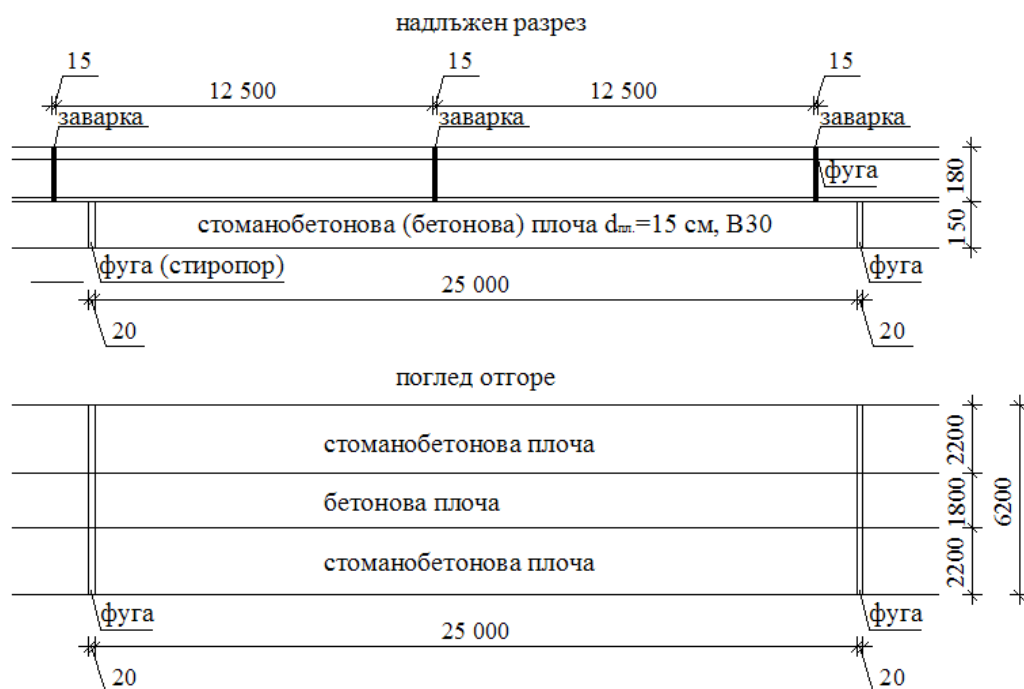 надлъжен разрез
15
15
15
12 500
12 500
заварка
заварка
заварка
фуга
180
стоманобетонова (бетонова) плоча dпл.=15 см, В30
150
фуга (стиропор)
фуга
25 000
20
20
поглед отгоре
стоманобетонова плоча
2200
бетонова плоча
1800
6200
стоманобетонова плоча
2200
фуга
фуга
25 000
20
20